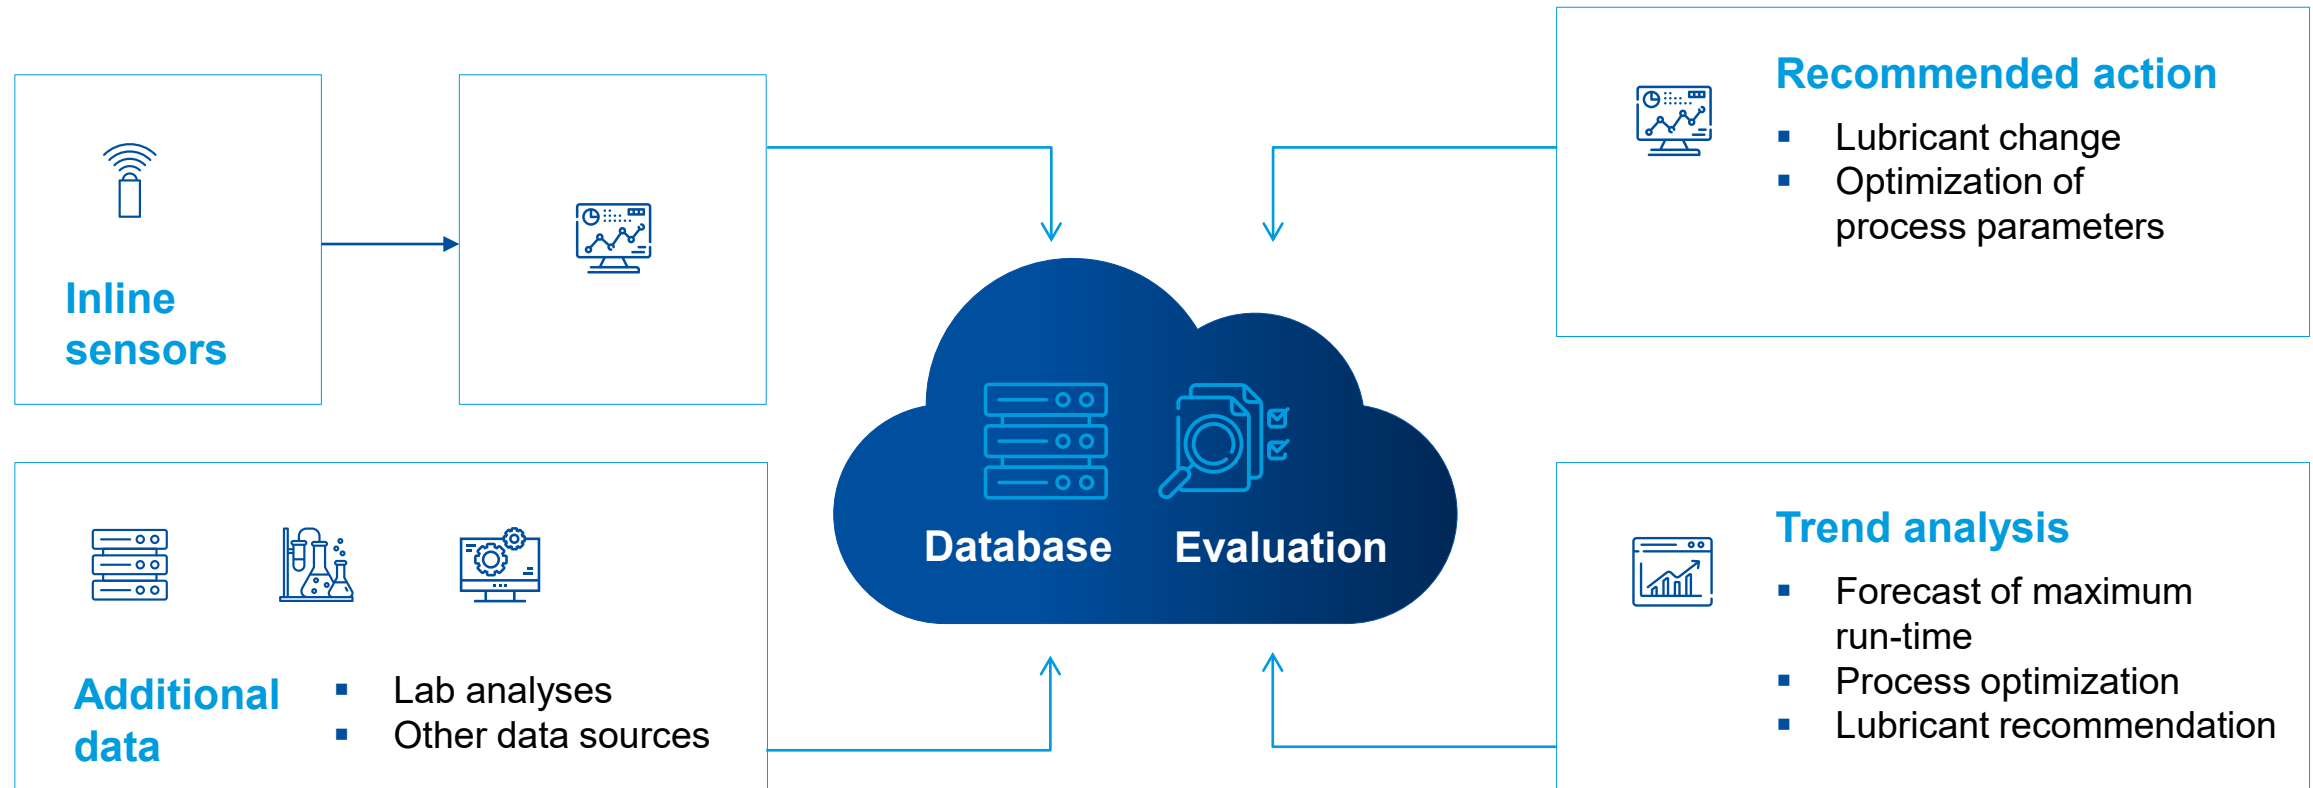 Inline
sensors
Additional
data
▪ Lab analyses
▪ Other data sources
Database
Evaluation
Recommended action
▪ Lubricant change
▪ Optimization of
process parameters
Trend analysis
▪ Forecast of maximum
run-time
▪ Process optimization
▪ Lubricant recommendation